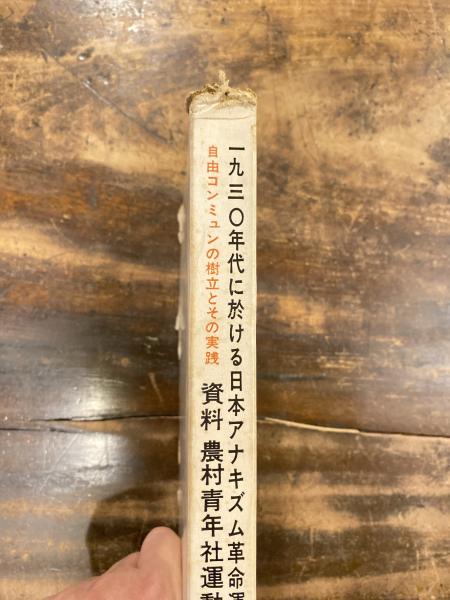 一九三〇年代に於ける日本アナキズム革命運
自由コンミュンの樹立とその実践
資料 農村青年社運動